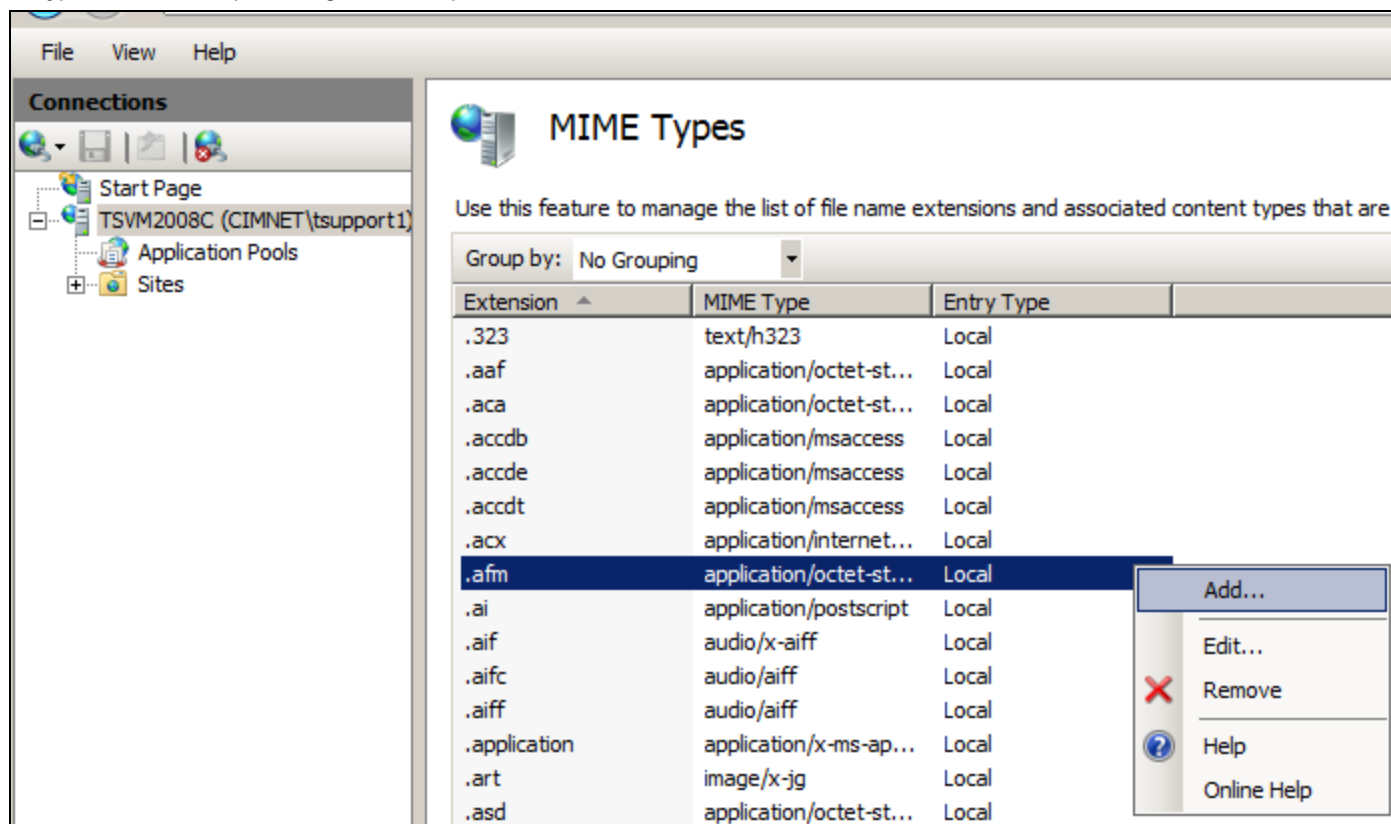 File View Help
Connections
Start Page
TSVM2008C (CIMNET\tsupport1)
Application Pools
Sites
MIME Types
Use this feature to manage the list of file name extensions and associated content types that are
Group by: No Grouping
Extension MIME Type Entry Type
.323 text/h323 Local
.aaf application/octet-st... Local
.aca application/octet-st... Local
.accdb application/msaccess Local
.accde application/msaccess Local
.accdt application/msaccess Local
.acx application/internet... Local
.afm application/octet-st... Local
.ai application/postscript Local
.aif audio/x-aiff Local
.aifc audio/aiff Local
.aiff audio/aiff Local
.application application/x-ms-ap... Local
.art image/x-jg Local
.asd application/octet-st... Local
Add...
Edit...
Remove
Help
Online Help